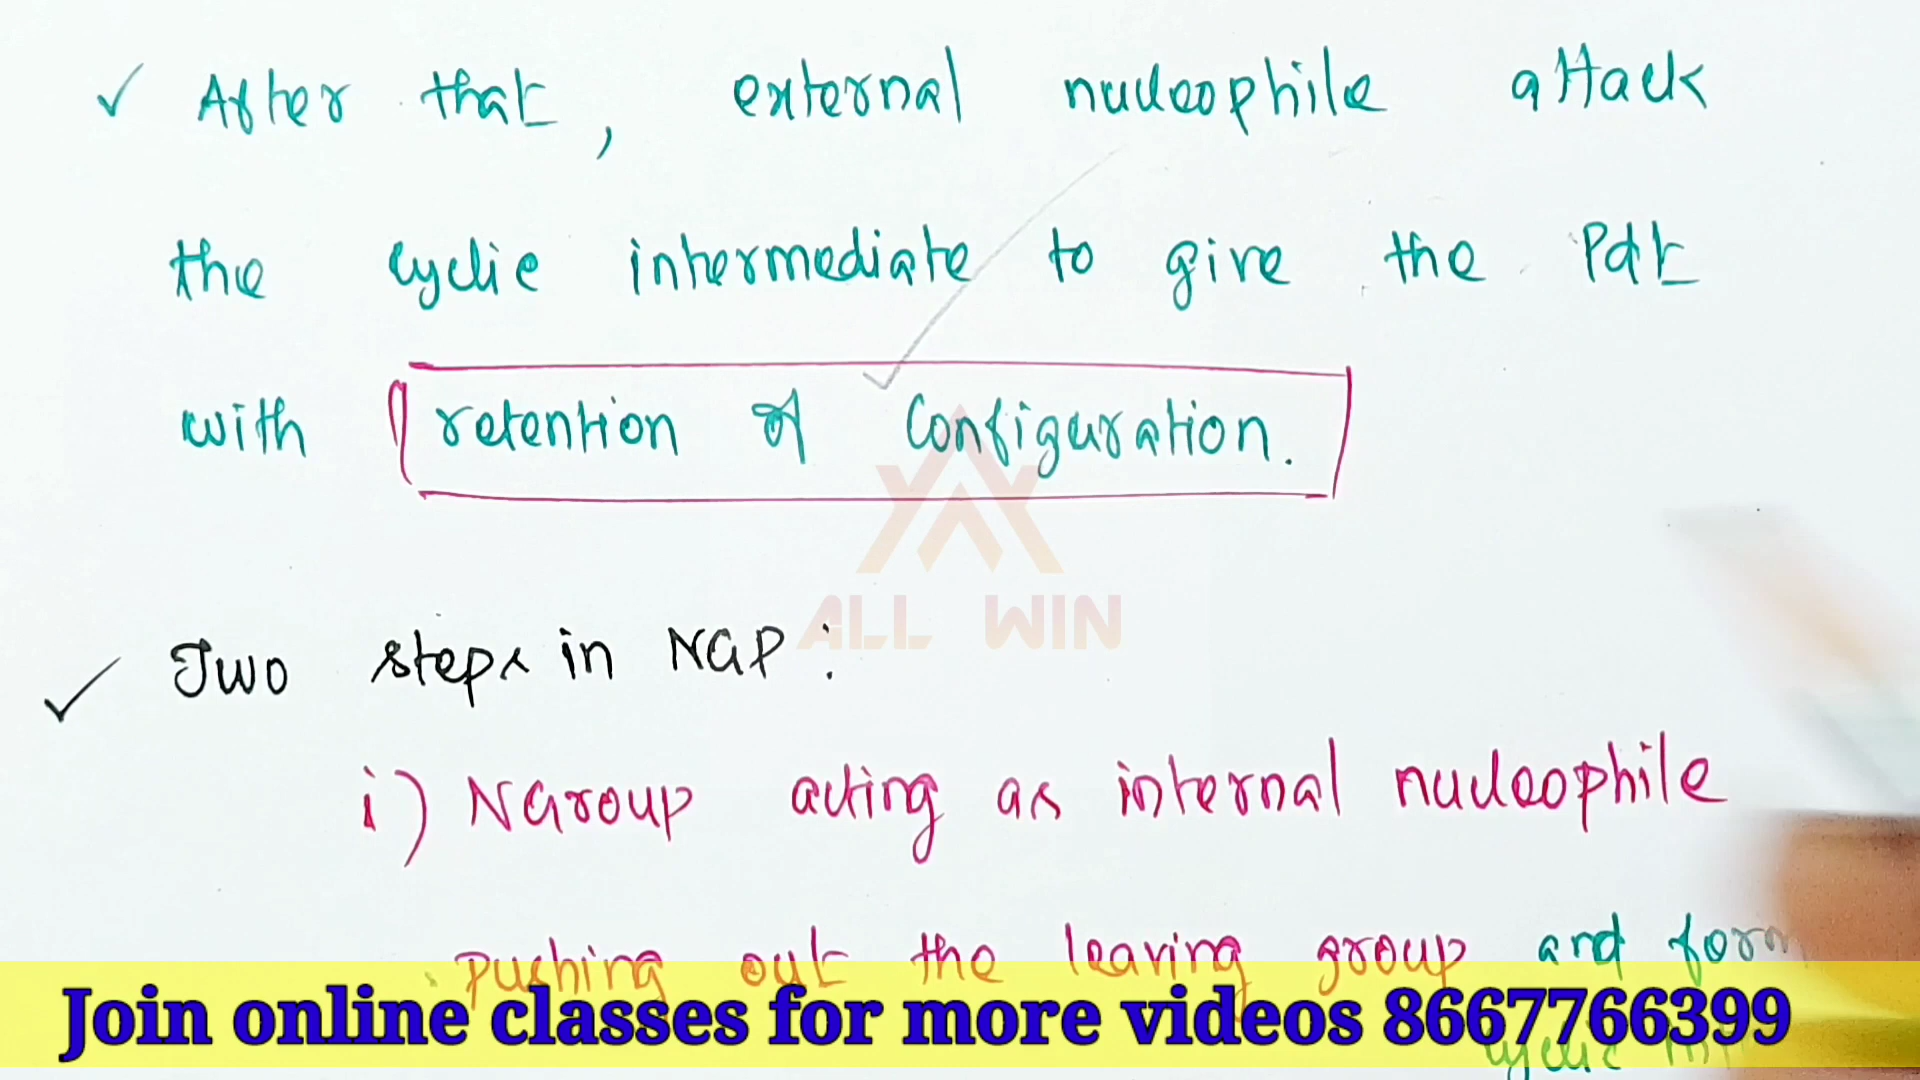 ✓ After that, external nucleophile attack
the cyclic intermediate to give the Pdt
with retention of Configuration.
ALL WIN
✓ Two steps in NGP:
i) NGroup acting as internal nucleophile
pushing out the leaving group and form
Join online classes for more videos 8667766399
cyclic